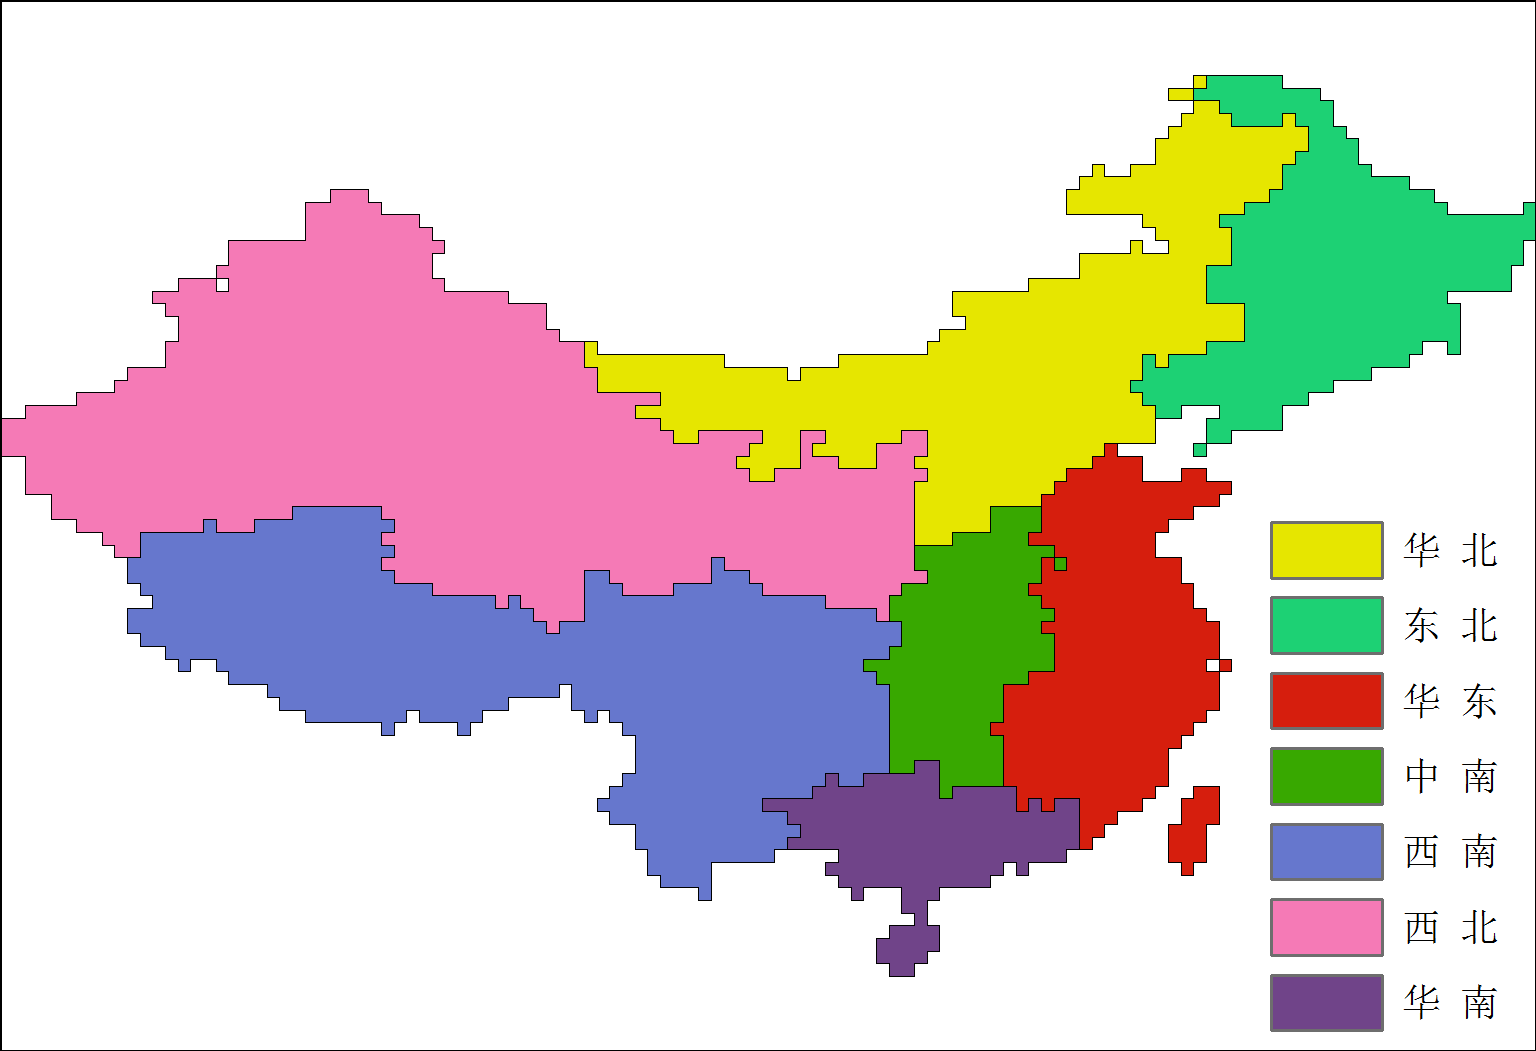 华 北
东 北
华 东
中 南
西 南
西 北
华 南